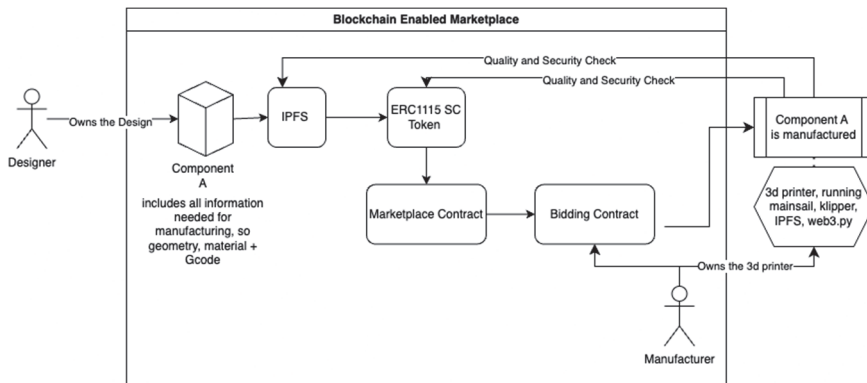 Blockchain Enabled Marketplace
Quality and Security Check
Quality and Security Check
Owns the Design
Designer
IPFS
ERC1115 SC
Token
Component A
is manufactured
Component
A
includes all information
needed for
manufacturing, so
geometry, material +
Gcode
Marketplace Contract
Bidding Contract
3d printer, running
mainsail, klipper,
IPFS, web3.py
Owns the 3d printer
Manufacturer